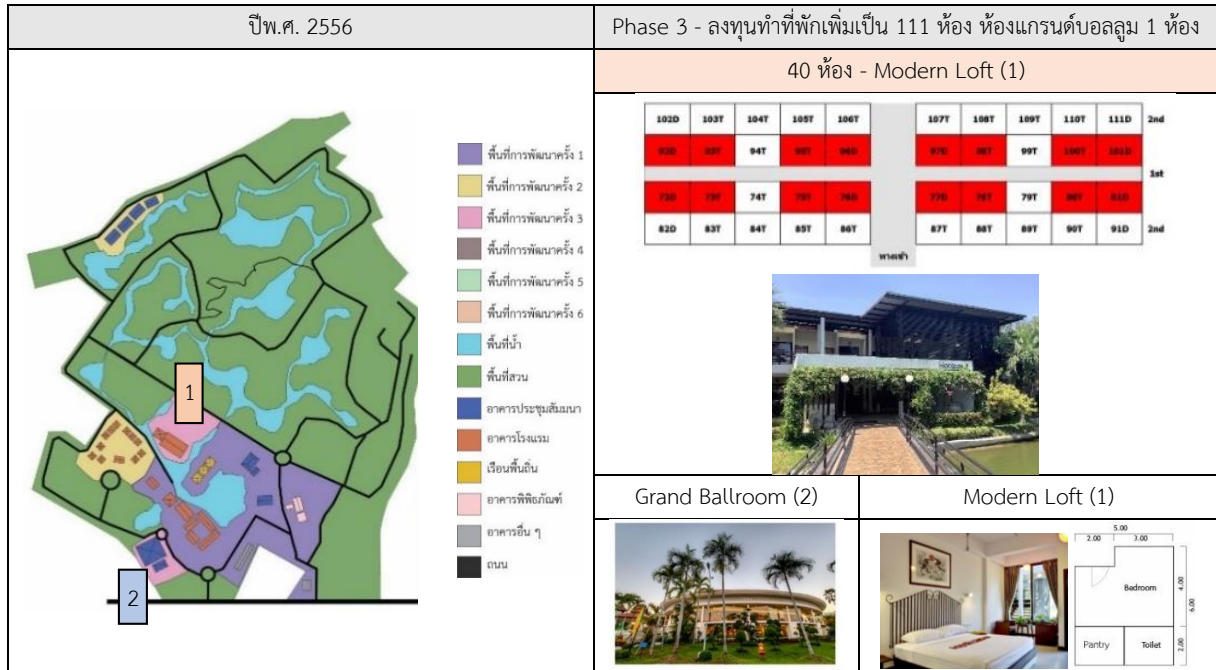 ปีพ.ศ. 2556
Phase 3 - ลงทุนทำที่พักเพิ่มเป็น 111 ห้อง ห้องแกรนด์บอลลูม 1 ห้อง
40 ห้อง - Modern Loft (1)
102D 103T 104T 105T 106T 107T 108T 109T 110T 111D 2nd
94T 99T
1st
74T 79T
82D 83T 84T 85T 86T 87T 88T 89T 90T 91D 2nd
ทางเข้า
พื้นที่การพัฒนาครั้ง 1
พื้นที่การพัฒนาครั้ง 2
พื้นที่การพัฒนาครั้ง 3
พื้นที่การพัฒนาครั้ง 4
พื้นที่การพัฒนาครั้ง 5
พื้นที่การพัฒนาครั้ง 6
พื้นที่น้ำ
พื้นที่สวน
อาคารประชุมสัมมนา
อาคารโรงแรม
เรือนพื้นถิ่น
อาคารพิพิธภัณฑ์
อาคารอื่น ๆ
ถนน
1
2
Grand Ballroom (2)
Modern Loft (1)
5.00
2.00 3.00
Bedroom
4.00
6.00
Pantry Toilet
2.00